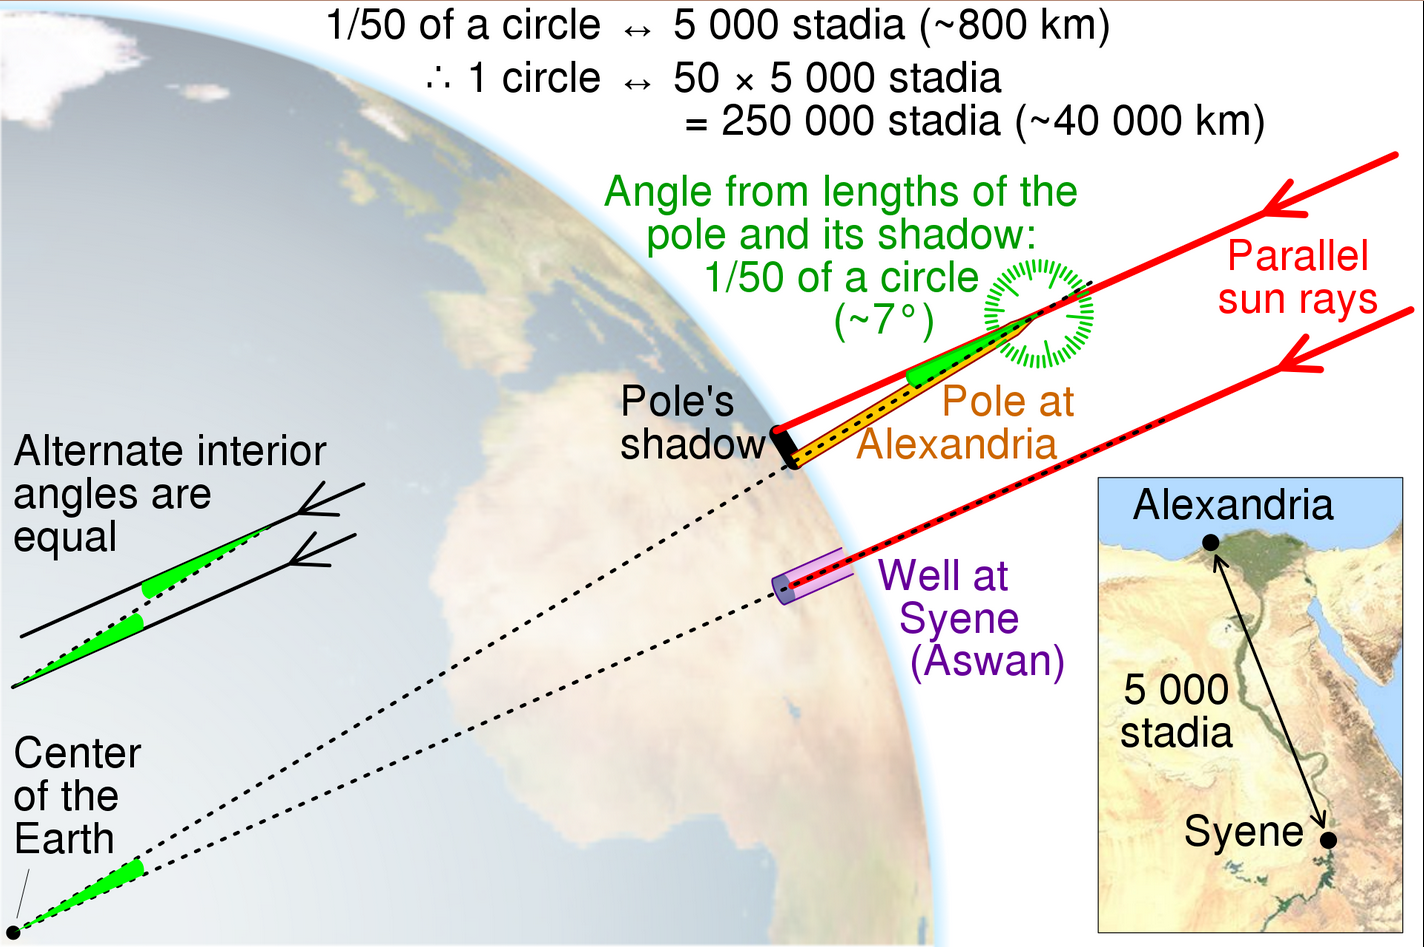 1/50 of a circle ↔ 5 000 stadia (~800 km)
∴ 1 circle ↔ 50 × 5 000 stadia
= 250 000 stadia (~40 000 km)
Angle from lengths of the
pole and its shadow:
1/50 of a circle
(~7°)
Parallel
sun rays
Pole's
shadow
Pole at
Alexandria
Alternate interior
angles are
equal
Well at
Syene
(Aswan)
Center
of the
Earth
Alexandria
5 000
stadia
Syene